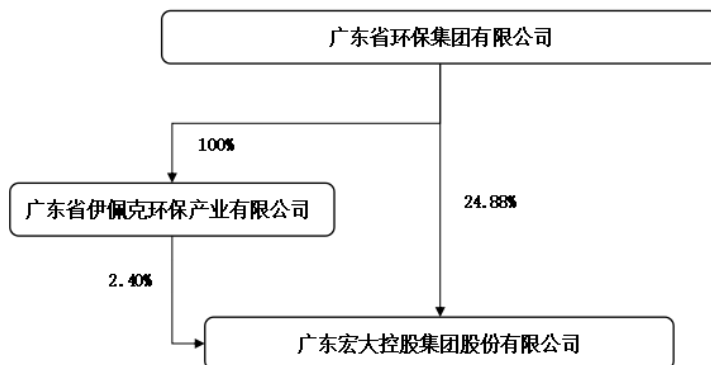 广东省环保集团有限公司
100%
广东省伊佩克环保产业有限公司
24.88%
2.40%
广东宏大控股集团股份有限公司